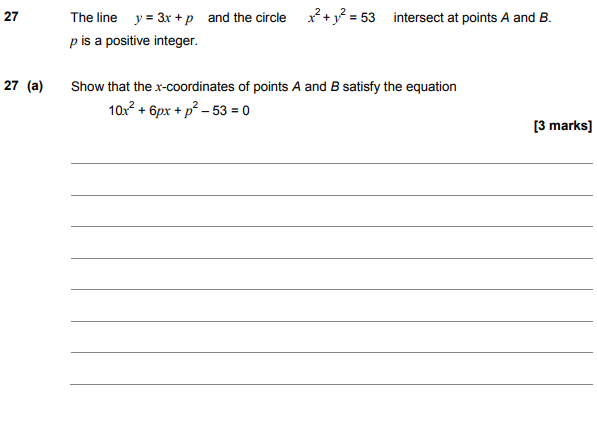 27 The line y = 3x + p and the circle x² + y² = 53 intersect at points A and B.
p is a positive integer.
27 (a) Show that the x-coordinates of points A and B satisfy the equation
10x² + 6px + p² – 53 = 0
[3 marks]